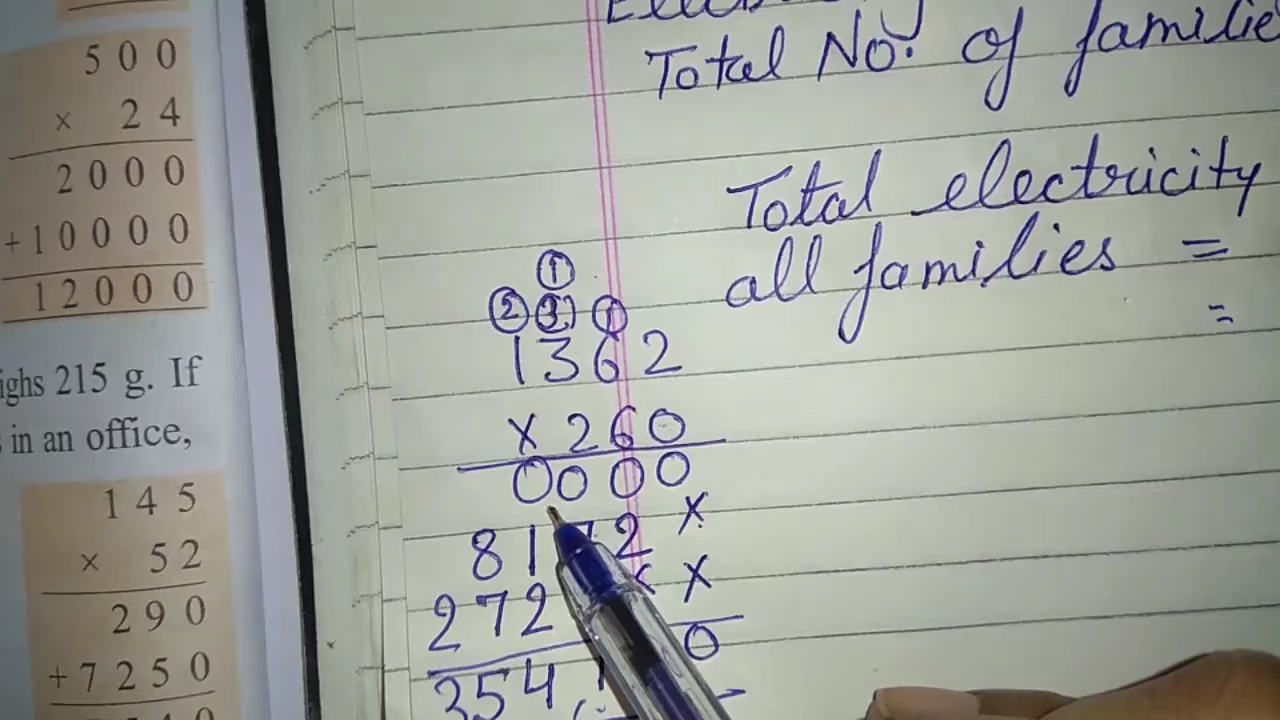 500
× 24
2000
+10000
12000
ighs 215 g. If
s in an office,
145
× 52
290
+7250
Total No. of familie
Total electricity
all families =
=
①
② ③ ①
1362
× 260
0000
81 2 ×
272 × ×
354 0